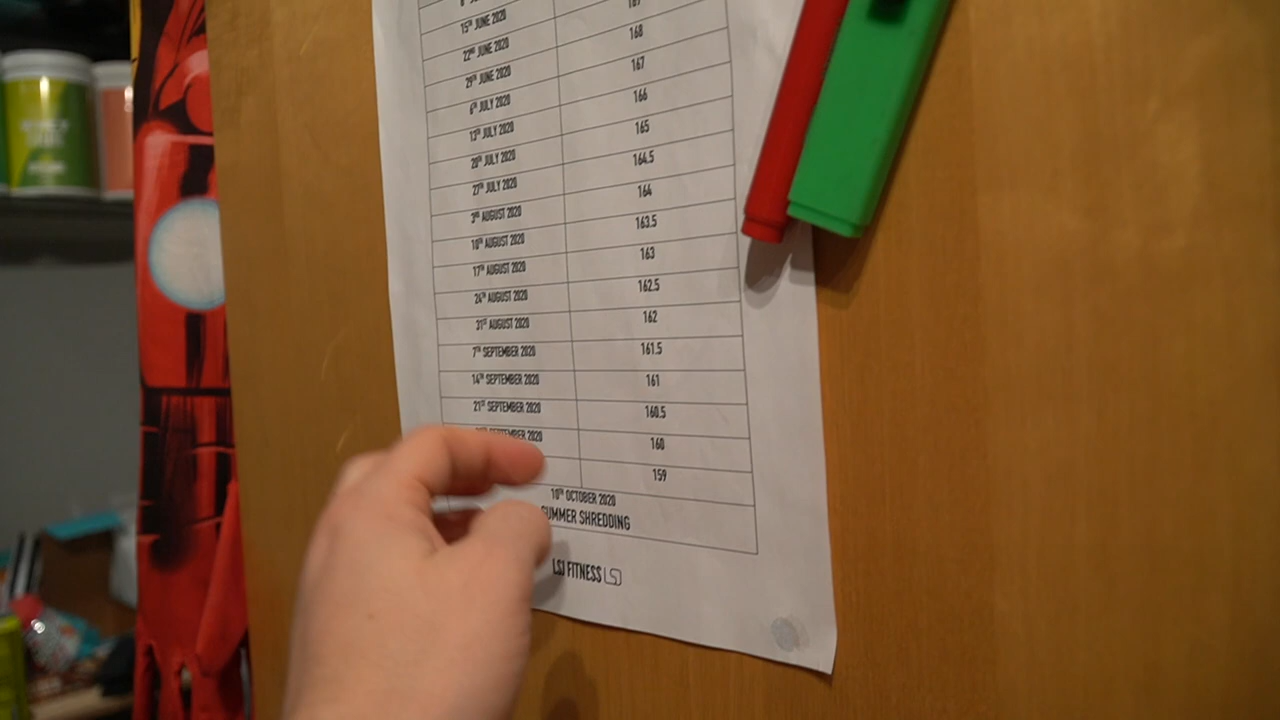 15TH JUNE 2020 168
22ND JUNE 2020 167
29TH JUNE 2020 166
6TH JULY 2020 165
13TH JULY 2020 164.5
20TH JULY 2020 164
27TH JULY 2020 163.5
3RD AUGUST 2020 163
10TH AUGUST 2020 162.5
17TH AUGUST 2020 162
24TH AUGUST 2020 161.5
31ST AUGUST 2020 161
7TH SEPTEMBER 2020 160.5
14TH SEPTEMBER 2020 160
21ST SEPTEMBER 2020 159
SEPTEMBER 2020
10TH OCTOBER 2020
SUMMER SHREDDING
LSJ FITNESS LSJ